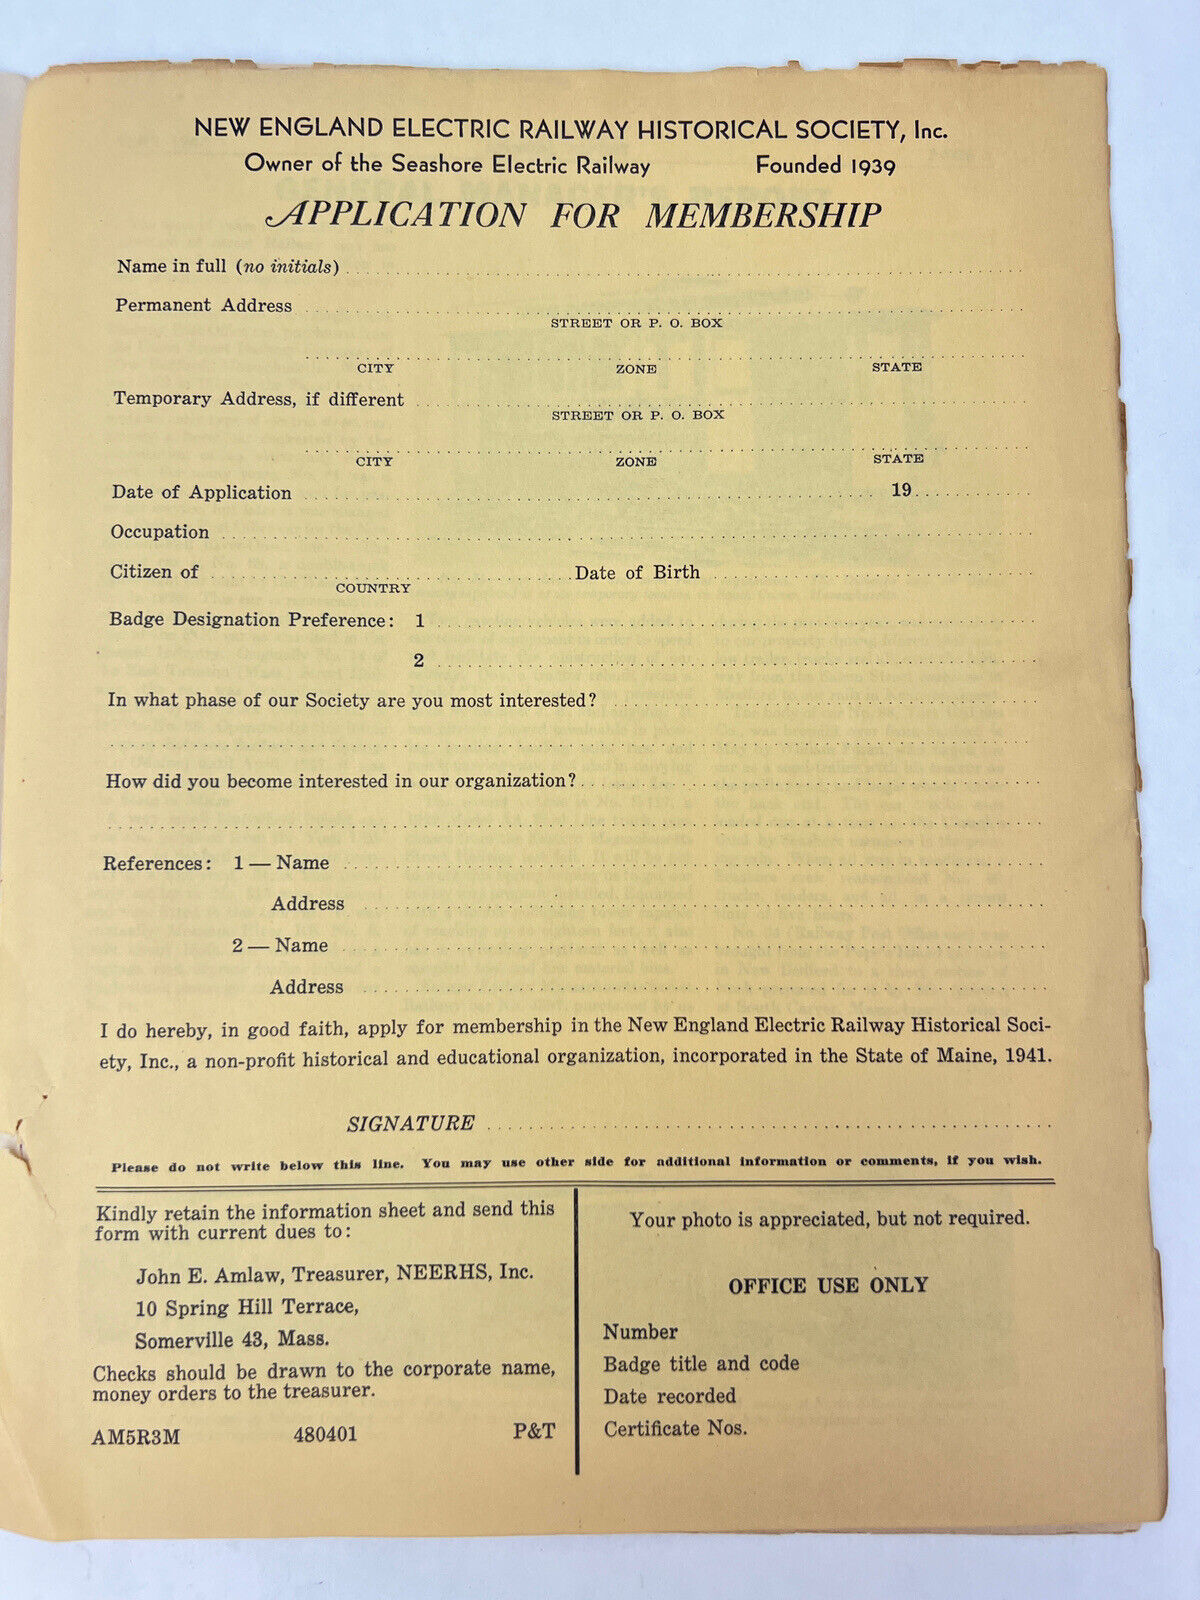 NEW ENGLAND ELECTRIC RAILWAY HISTORICAL SOCIETY, Inc.
Owner of the Seashore Electric Railway Founded 1939
APPLICATION FOR MEMBERSHIP
Name in full (no initials)
Permanent Address
STREET OR P. O. BOX
CITY ZONE STATE
Temporary Address, if different
STREET OR P. O. BOX
CITY ZONE STATE
Date of Application 19
Occupation
Citizen of Date of Birth
COUNTRY
Badge Designation Preference: 1
2
In what phase of our Society are you most interested?
How did you become interested in our organization?
References: 1 — Name
Address
2 — Name
Address
I do hereby, in good faith, apply for membership in the New England Electric Railway Historical Soci-
ety, Inc., a non-profit historical and educational organization, incorporated in the State of Maine, 1941.
SIGNATURE
Please do not write below this line. You may use other side for additional information or comments, if you wish.
Kindly retain the information sheet and send this
form with current dues to:
John E. Amlaw, Treasurer, NEERHS, Inc.
10 Spring Hill Terrace,
Somerville 43, Mass.
Checks should be drawn to the corporate name,
money orders to the treasurer.
AM5R3M 480401 P&T
Your photo is appreciated, but not required.
OFFICE USE ONLY
Number
Badge title and code
Date recorded
Certificate Nos.